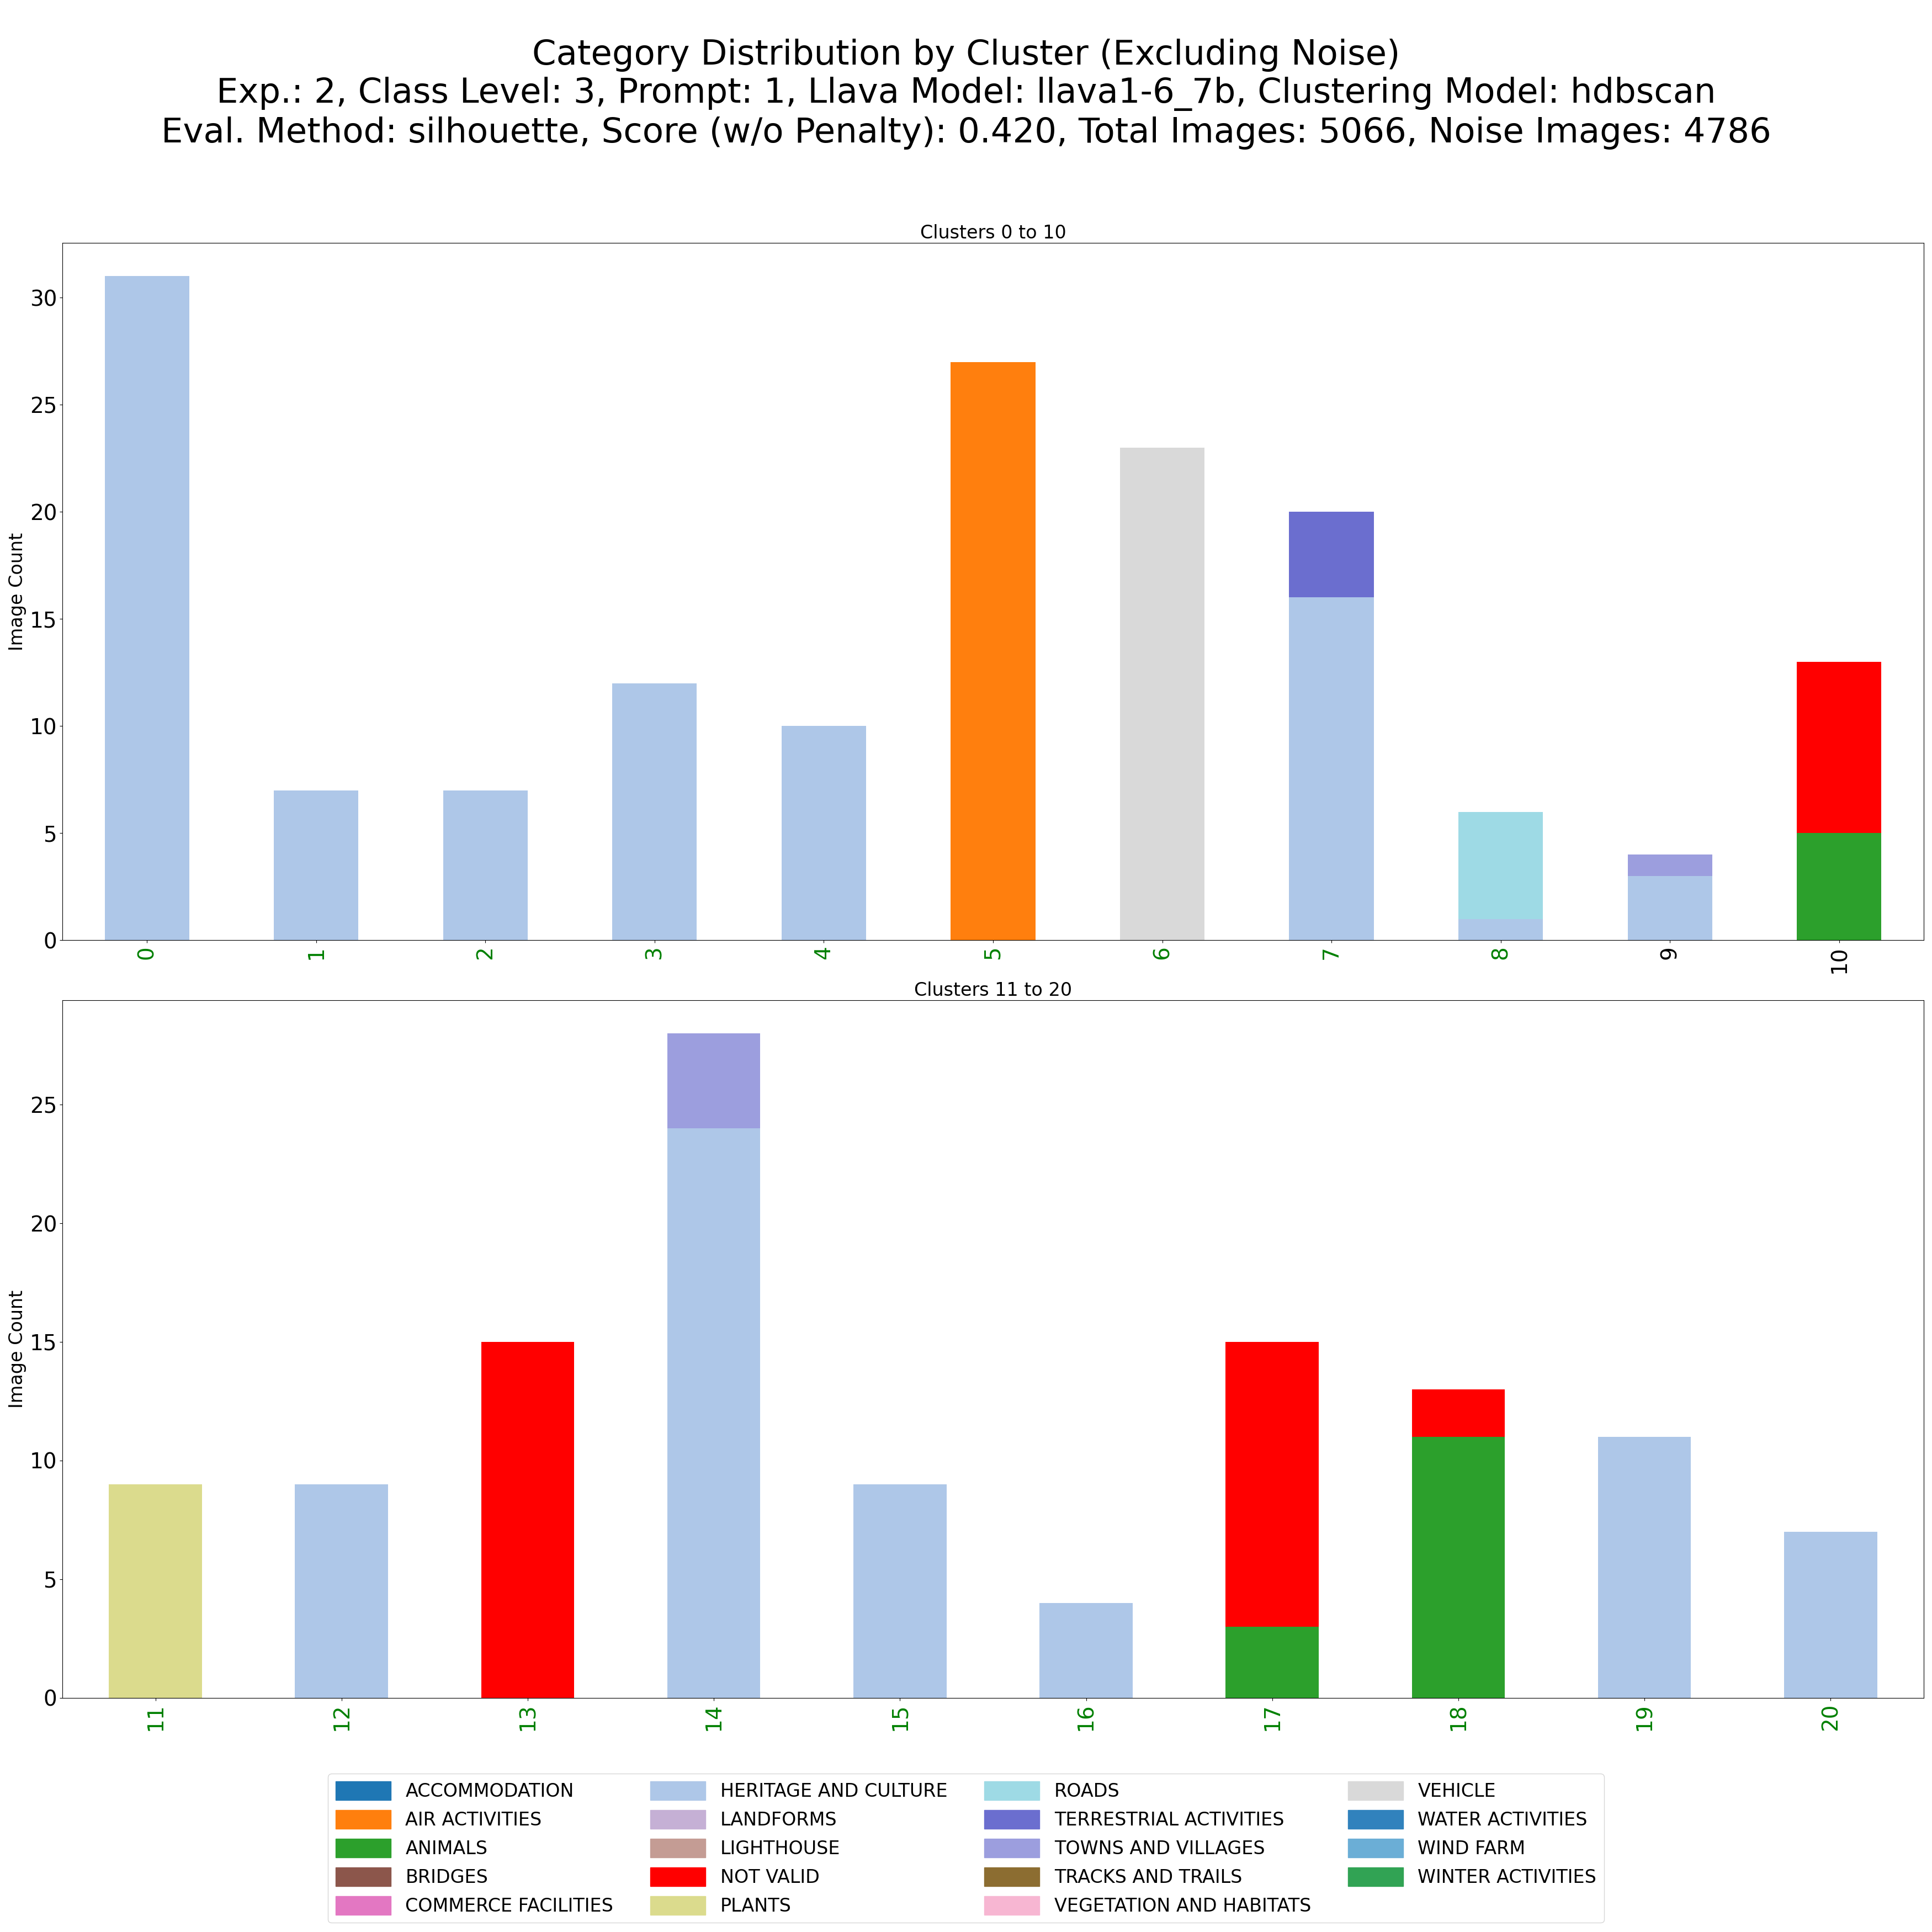 Category Distribution by Cluster (Excluding Noise)
Exp.: 2, Class Level: 3, Prompt: 1, Llava Model: llava1-6_7b, Clustering Model: hdbscan
Eval. Method: silhouette, Score (w/o Penalty): 0.420, Total Images: 5066, Noise Images: 4786
Clusters 0 to 10
Image Count
30
25
20
15
10
5
0
0 1 2 3 4 5 6 7 8 9 10
Clusters 11 to 20
Image Count
25
20
15
10
5
0
11 12 13 14 15 16 17 18 19 20
ACCOMMODATION
AIR ACTIVITIES
ANIMALS
BRIDGES
COMMERCE FACILITIES
HERITAGE AND CULTURE
LANDFORMS
LIGHTHOUSE
NOT VALID
PLANTS
ROADS
TERRESTRIAL ACTIVITIES
TOWNS AND VILLAGES
TRACKS AND TRAILS
VEGETATION AND HABITATS
VEHICLE
WATER ACTIVITIES
WIND FARM
WINTER ACTIVITIES